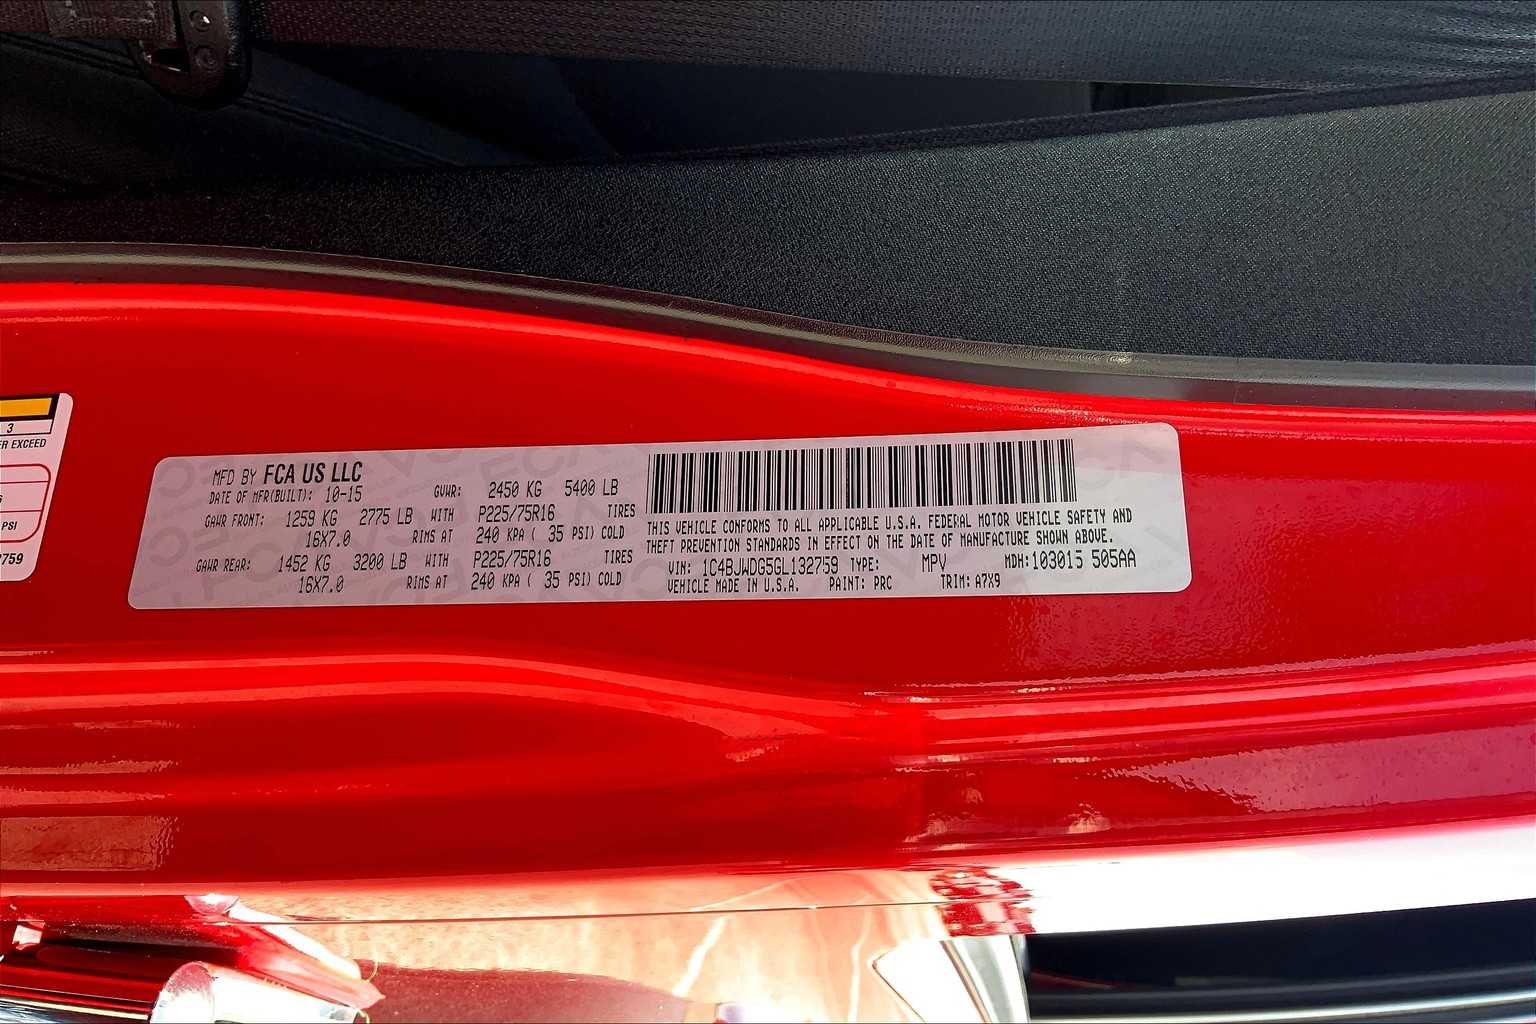 3
ER EXCEED
PSI
2759
MFD BY FCA US LLC
DATE OF MFR(BUILT): 10-15 GVWR: 2450 KG 5400 LB
GAWR FRONT: 1259 KG 2775 LB WITH P225/75R16 TIRES
16X7.0 RIMS AT 240 KPA ( 35 PSI) COLD
GAWR REAR: 1452 KG 3200 LB WITH P225/75R16 TIRES
16X7.0 RIMS AT 240 KPA ( 35 PSI) COLD
THIS VEHICLE CONFORMS TO ALL APPLICABLE U.S.A. FEDERAL MOTOR VEHICLE SAFETY AND
THEFT PREVENTION STANDARDS IN EFFECT ON THE DATE OF MANUFACTURE SHOWN ABOVE.
VIN: 1C4BJWDG5GL132759 TYPE: MPV MDH:103015 505AA
VEHICLE MADE IN U.S.A. PAINT: PRC TRIM: A7X9